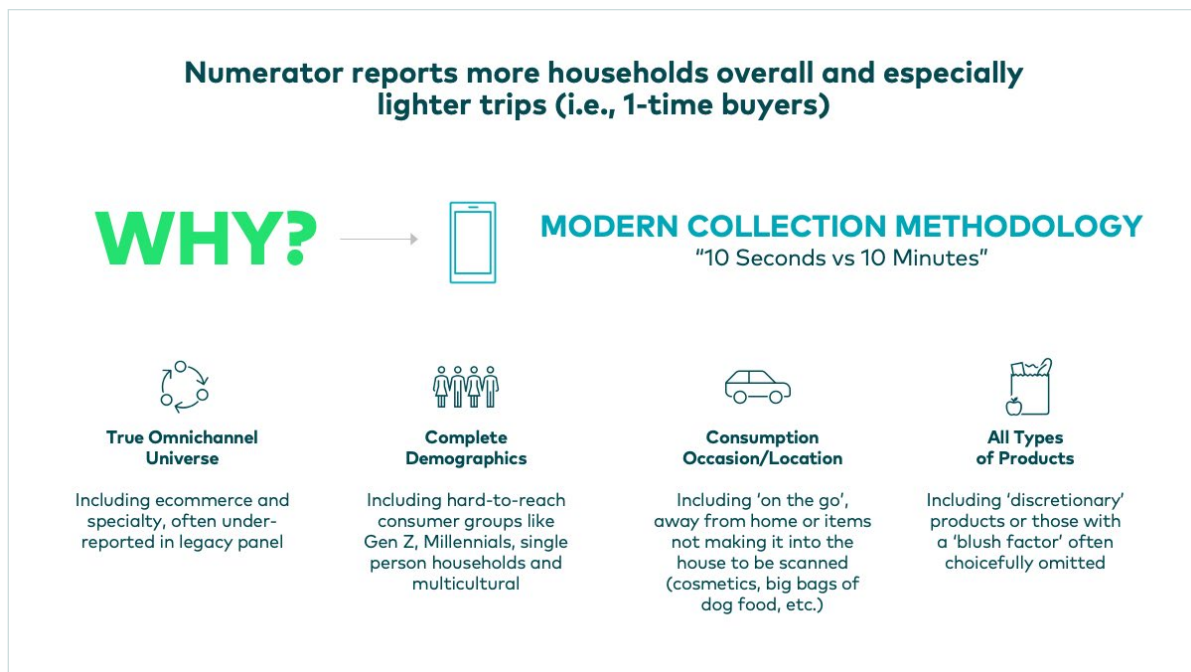 Numerator reports more households overall and especially
lighter trips (i.e., 1-time buyers)
WHY?
MODERN COLLECTION METHODOLOGY
“10 Seconds vs 10 Minutes”
True Omnichannel
Universe
Including ecommerce and
specialty, often under-
reported in legacy panel
Complete
Demographics
Including hard-to-reach
consumer groups like
Gen Z, Millennials, single
person households and
multicultural
Consumption
Occasion/Location
Including ‘on the go’,
away from home or items
not making it into the
house to be scanned
(cosmetics, big bags of
dog food, etc.)
All Types
of Products
Including ‘discretionary’
products or those with
a ‘blush factor’ often
choicefully omitted